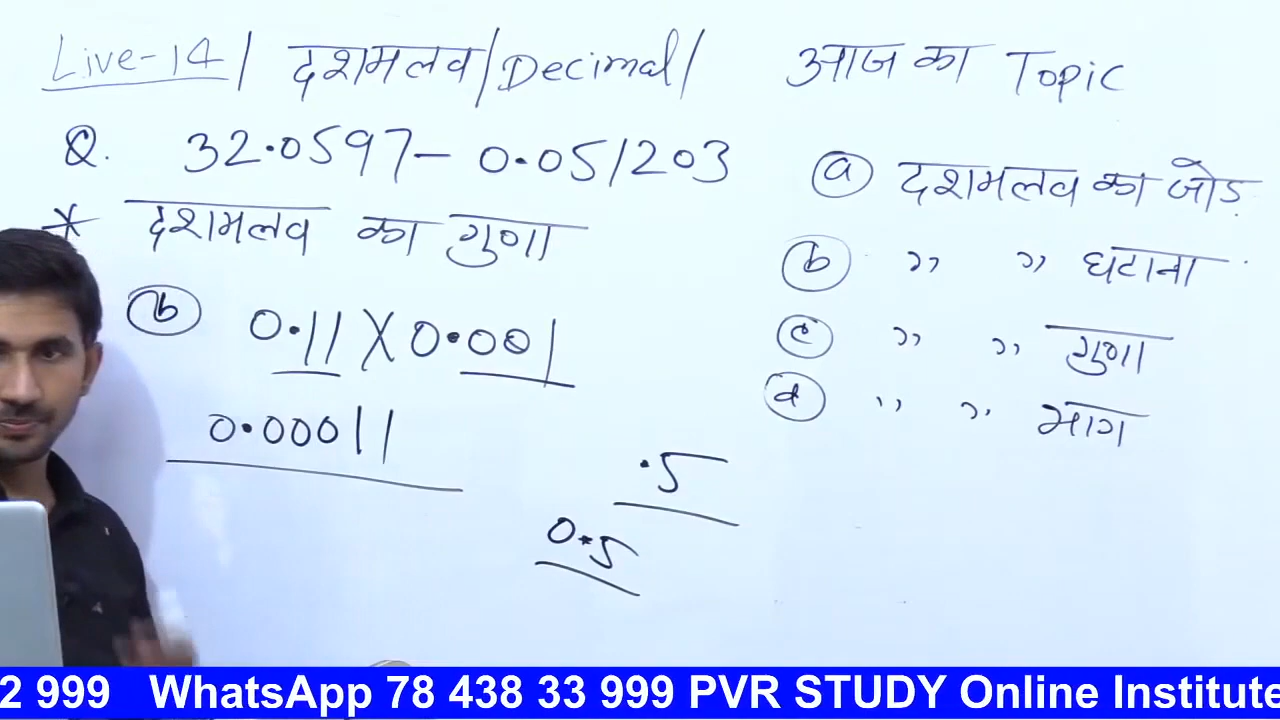 Live-14/ दशमलव/Decimal/
Q. 32.0597- 0.051203
* दशमलव का गुणा
(b) 0.11 X 0.001
0.00011
.5
0.5
आज का Topic
(a) दशमलव का जोड़
(b) ,, ,, घटाना
(c) ,, ,, गुणा
(d) ,, ,, भाग
2 999 WhatsApp 78 438 33 999 PVR STUDY Online Institute